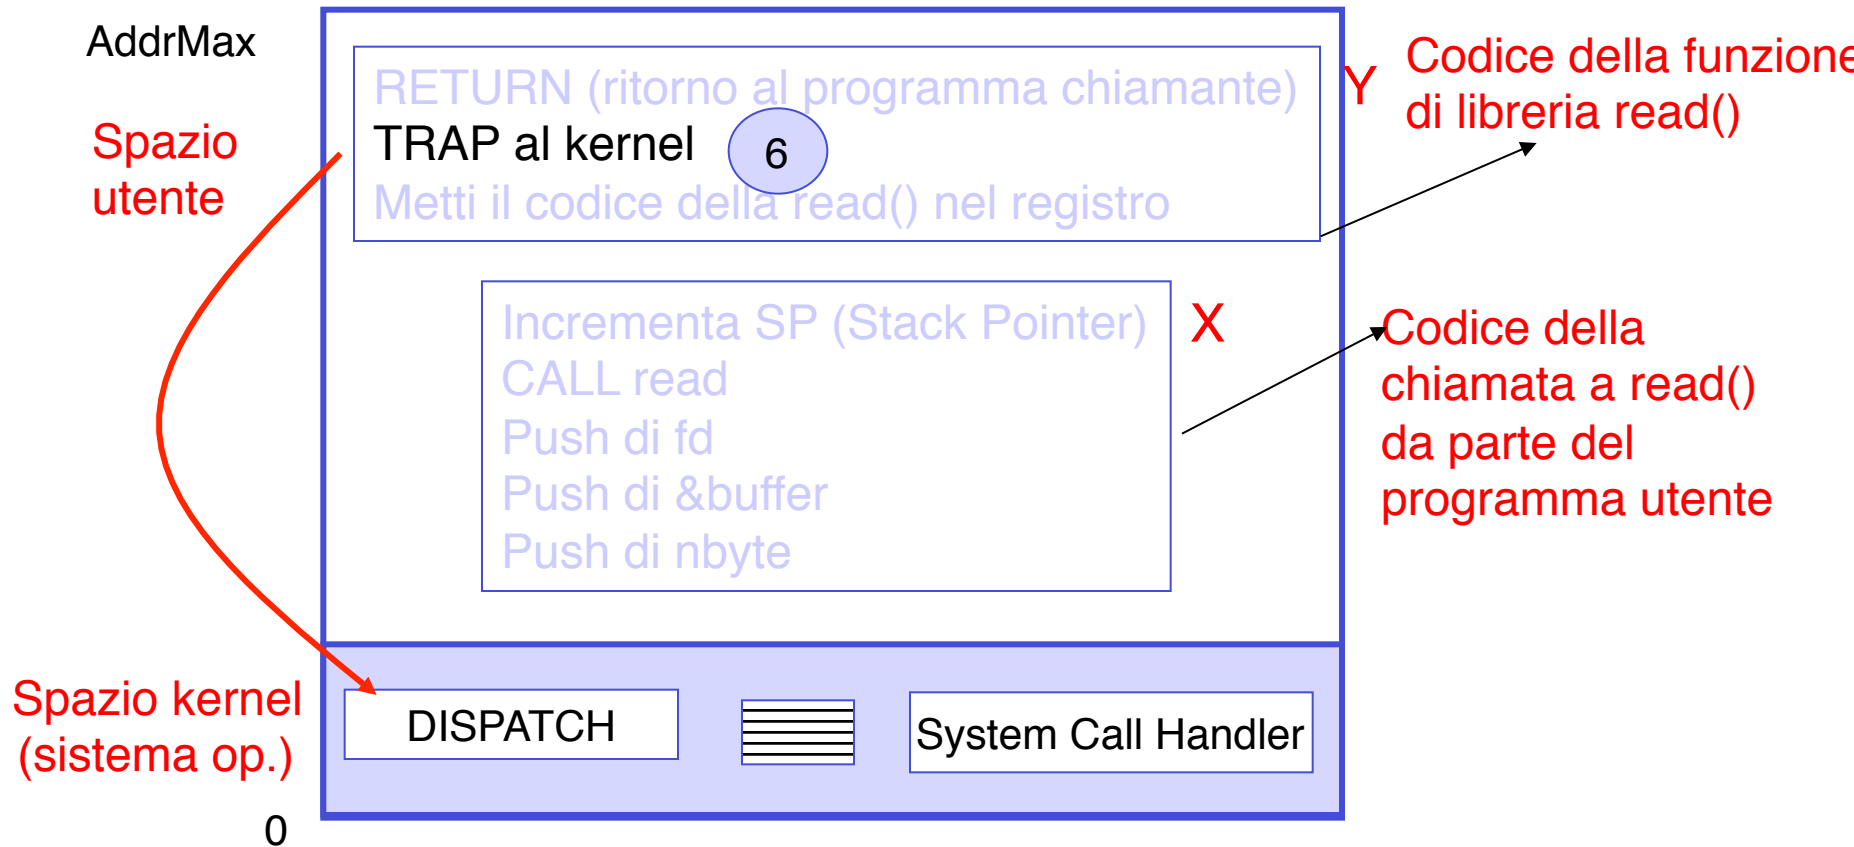 AddrMax
Spazio
utente
RETURN (ritorno al programma chiamante)
TRAP al kernel
6
Metti il codice della read() nel registro
Y
Codice della funzione
di libreria read()
Incrementa SP (Stack Pointer)
CALL read
Push di fd
Push di &buffer
Push di nbyte
X
Codice della
chiamata a read()
da parte del
programma utente
Spazio kernel
(sistema op.)
DISPATCH
System Call Handler
0